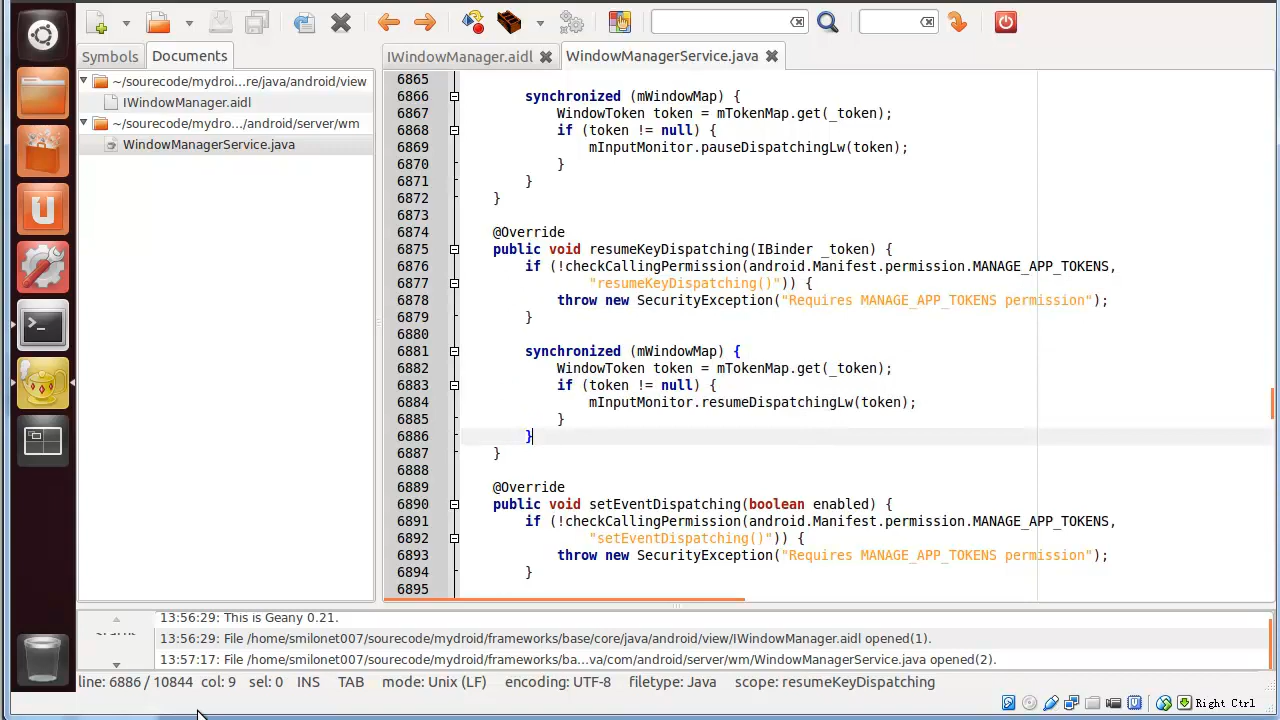 Symbols
Documents
IWindowManager.aidl
WindowManagerService.java
~/sourecode/mydroi...re/java/android/view
IWindowManager.aidl
~/sourecode/mydro.../android/server/wm
WindowManagerService.java
6865
6866 synchronized (mWindowMap) {
6867 WindowToken token = mTokenMap.get(_token);
6868 if (token != null) {
6869 mInputMonitor.pauseDispatchingLw(token);
6870 }
6871 }
6872 }
6873
6874 @Override
6875 public void resumeKeyDispatching(IBinder _token) {
6876 if (!checkCallingPermission(android.Manifest.permission.MANAGE_APP_TOKENS,
6877 "resumeKeyDispatching()")) {
6878 throw new SecurityException("Requires MANAGE_APP_TOKENS permission");
6879 }
6880
6881 synchronized (mWindowMap) {
6882 WindowToken token = mTokenMap.get(_token);
6883 if (token != null) {
6884 mInputMonitor.resumeDispatchingLw(token);
6885 }
6886 }
6887 }
6888
6889 @Override
6890 public void setEventDispatching(boolean enabled) {
6891 if (!checkCallingPermission(android.Manifest.permission.MANAGE_APP_TOKENS,
6892 "setEventDispatching()")) {
6893 throw new SecurityException("Requires MANAGE_APP_TOKENS permission");
6894 }
6895
13:56:29: This is Geany 0.21.
13:56:29: File /home/smilonet007/sourecode/mydroid/frameworks/base/core/java/android/view/IWindowManager.aidl opened(1).
13:57:17: File /home/smilonet007/sourecode/mydroid/frameworks/ba...va/com/android/server/wm/WindowManagerService.java opened(2).
line: 6886 / 10844 col: 9 sel: 0 INS TAB mode: Unix (LF) encoding: UTF-8 filetype: Java scope: resumeKeyDispatching
Right Ctrl